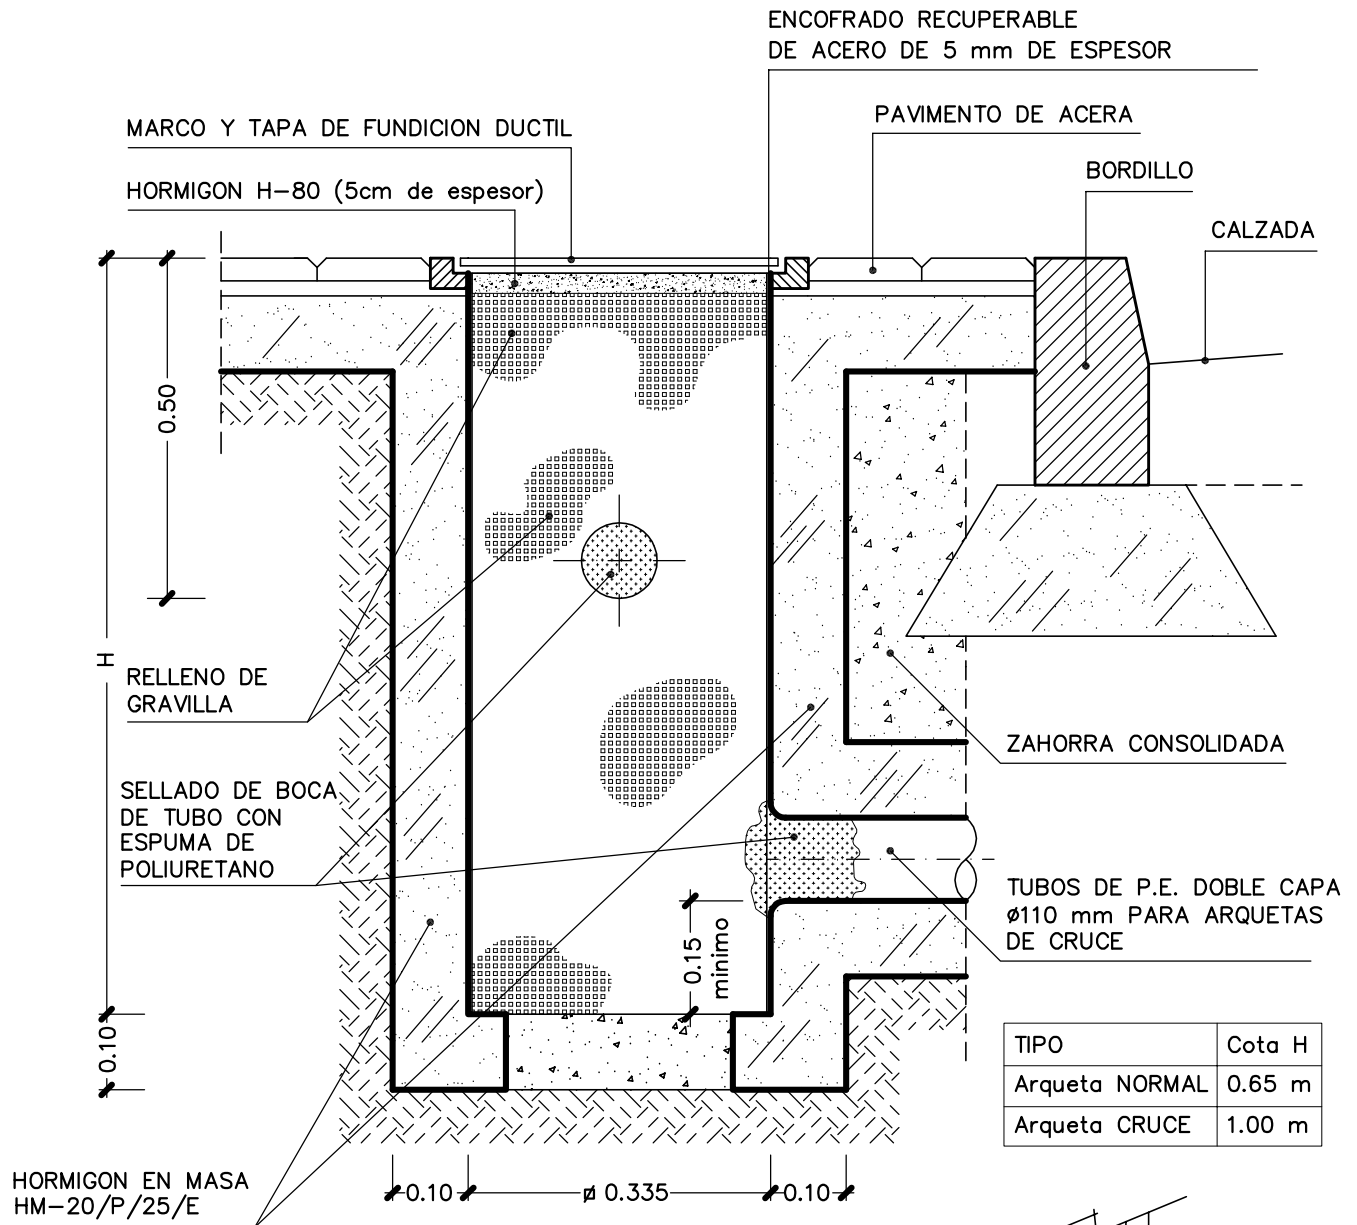 ENCOFRADO RECUPERABLE
DE ACERO DE 5 mm DE ESPESOR
MARCO Y TAPA DE FUNDICION DUCTIL
PAVIMENTO DE ACERA
HORMIGON H-80 (5cm de espesor)
BORDILLO
CALZADA
0.50
H
RELLENO DE
GRAVILLA
ZAHORRA CONSOLIDADA
SELLADO DE BOCA
DE TUBO CON
ESPUMA DE
POLIURETANO
TUBOS DE P.E. DOBLE CAPA
ø110 mm PARA ARQUETAS
DE CRUCE
0.15
minimo
0.10
TIPO Cota H
Arqueta NORMAL 0.65 m
Arqueta CRUCE 1.00 m
HORMIGON EN MASA
HM-20/P/25/E
0.10 ⌀ 0.335 0.10